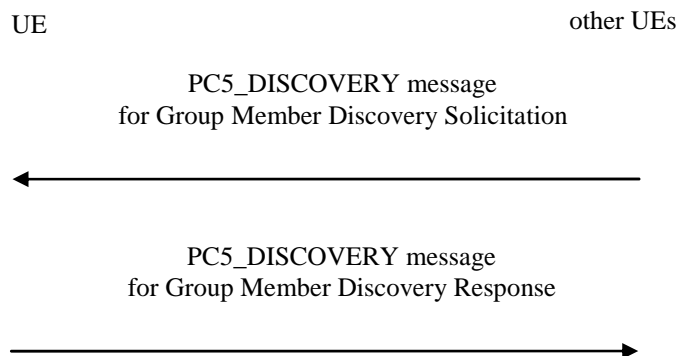 UE
other UEs
PC5_DISCOVERY message
for Group Member Discovery Solicitation
PC5_DISCOVERY message
for Group Member Discovery Response